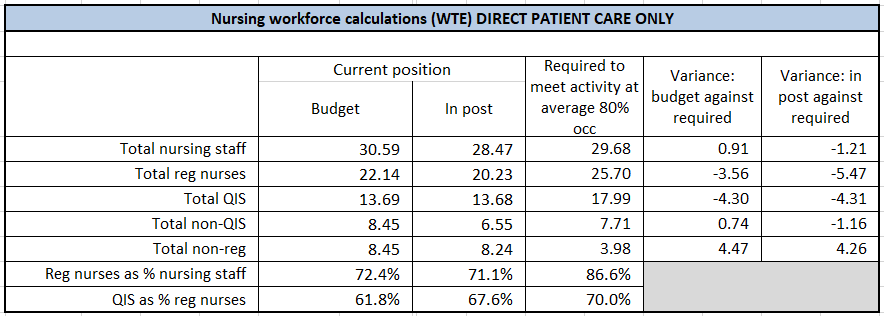 Nursing workforce calculations (WTE) DIRECT PATIENT CARE ONLY
Current position
Budget In post
Required to meet activity at average 80% occ
Variance: budget against required
Variance: in post against required
Total nursing staff 30.59 28.47 29.68 0.91 -1.21
Total reg nurses 22.14 20.23 25.70 -3.56 -5.47
Total QIS 13.69 13.68 17.99 -4.30 -4.31
Total non-QIS 8.45 6.55 7.71 0.74 -1.16
Total non-reg 8.45 8.24 3.98 4.47 4.26
Reg nurses as % nursing staff 72.4% 71.1% 86.6%
QIS as % reg nurses 61.8% 67.6% 70.0%